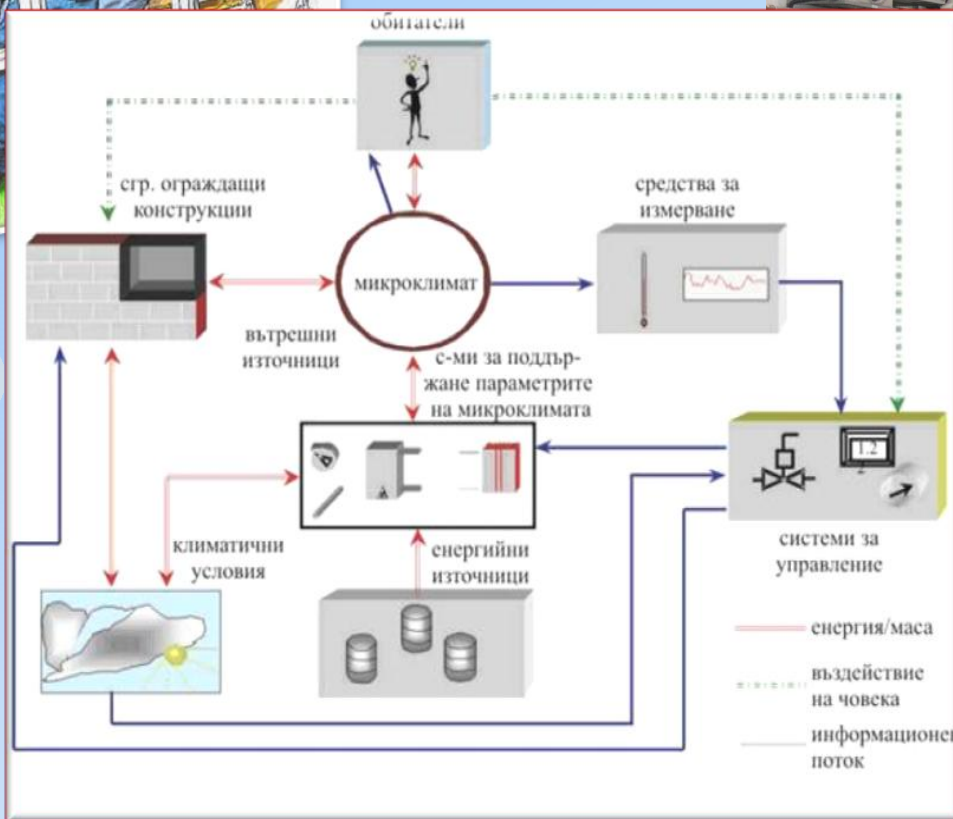 обитатели
сгр. ограждащи
конструкции
средства за
измерване
микроклимат
вътрешни
източници
с-ми за поддър-
жане параметрите
на микроклимата
1.2
климатични
условия
енергийни
източници
системи за
управление
енергия/маса
въздействие
на човека
информационен
поток